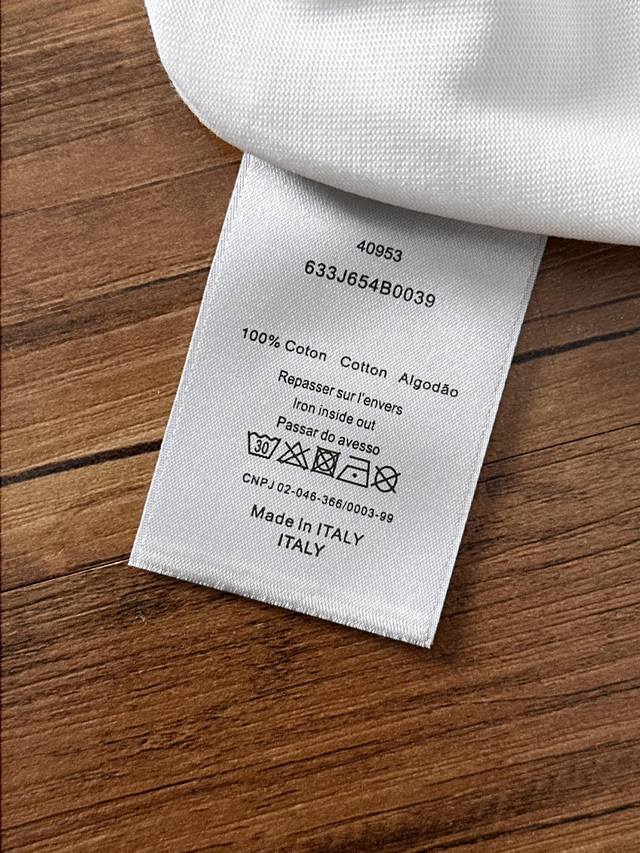 40953
633J654B0039
100% Coton Cotton Algodão
Repasser sur l'envers
Iron inside out
Passar do avesso
30
CNPJ 02-046-366/0003-99
Made In ITALY
ITALY